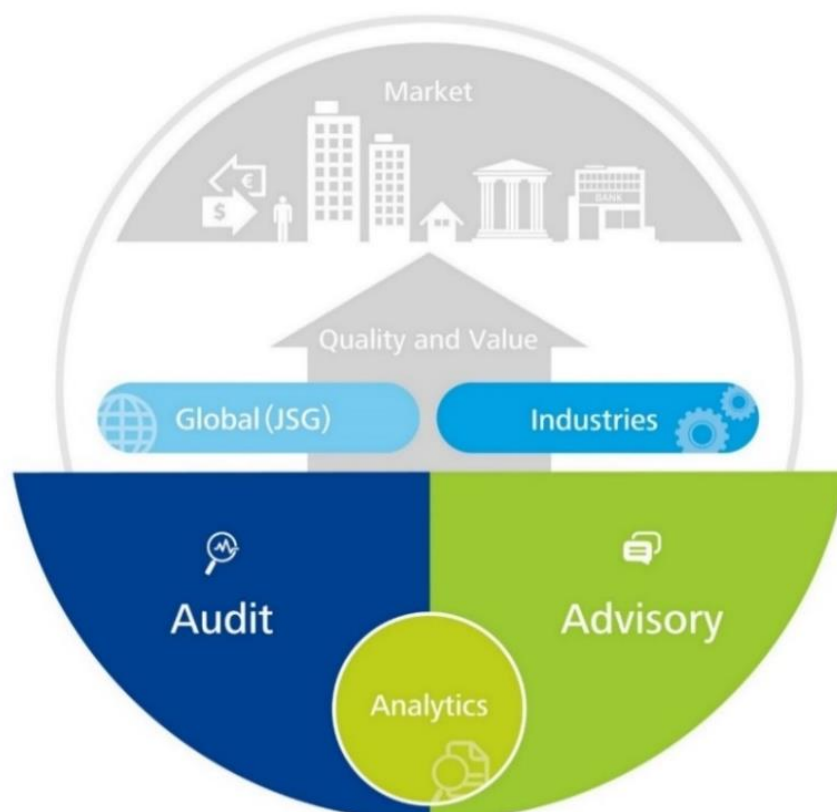 Market
€
$
BANK
Quality and Value
Global (JSG)
Industries
Audit
Advisory
Analytics